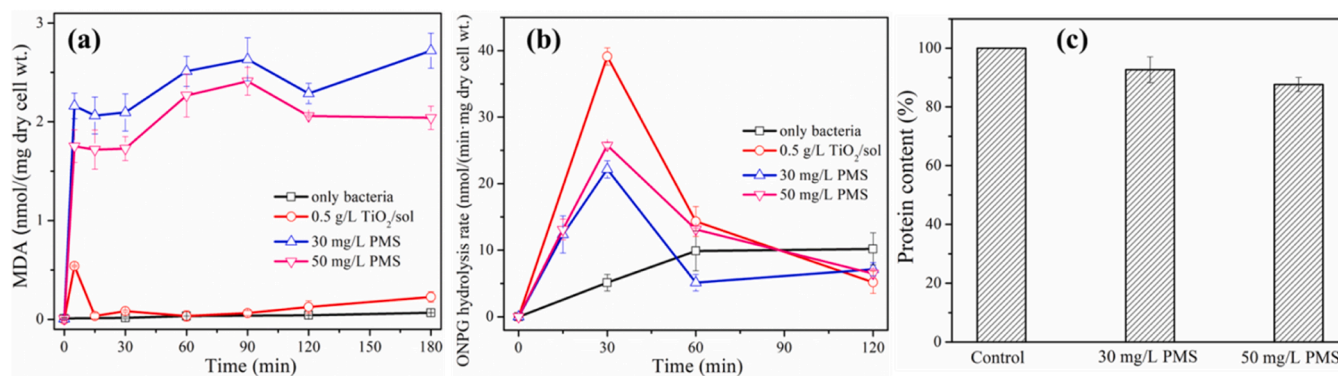 (a)
MDA (nmol/(mg dry cell wt.)
3
2
1
0
only bacteria
0.5 g/L TiO₂/sol
30 mg/L PMS
50 mg/L PMS
0 30 60 90 120 150 180
Time (min)
(b)
ONPG hydrolysis rate (nmol/(min·mg dry cell wt.)
40
30
20
10
0
only bacteria
0.5 g/L TiO₂/sol
30 mg/L PMS
50 mg/L PMS
0 30 60 90 120
Time (min)
(c)
Protein content (%)
100
80
60
40
20
0
Control 30 mg/L PMS 50 mg/L PMS